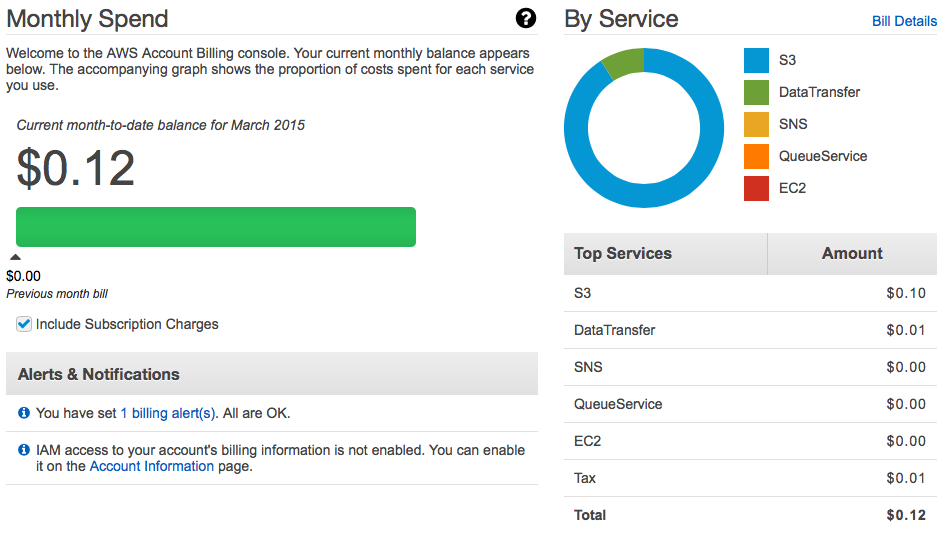 Monthly Spend
?
Welcome to the AWS Account Billing console. Your current monthly balance appears
below. The accompanying graph shows the proportion of costs spent for each service
you use.
Current month-to-date balance for March 2015
$0.12
$0.00
Previous month bill
Include Subscription Charges
Alerts & Notifications
You have set 1 billing alert(s). All are OK.
IAM access to your account's billing information is not enabled. You can enable
it on the Account Information page.
By Service
Bill Details
S3
DataTransfer
SNS
QueueService
EC2
Top Services Amount
S3 $0.10
DataTransfer $0.01
SNS $0.00
QueueService $0.00
EC2 $0.00
Tax $0.01
Total $0.12